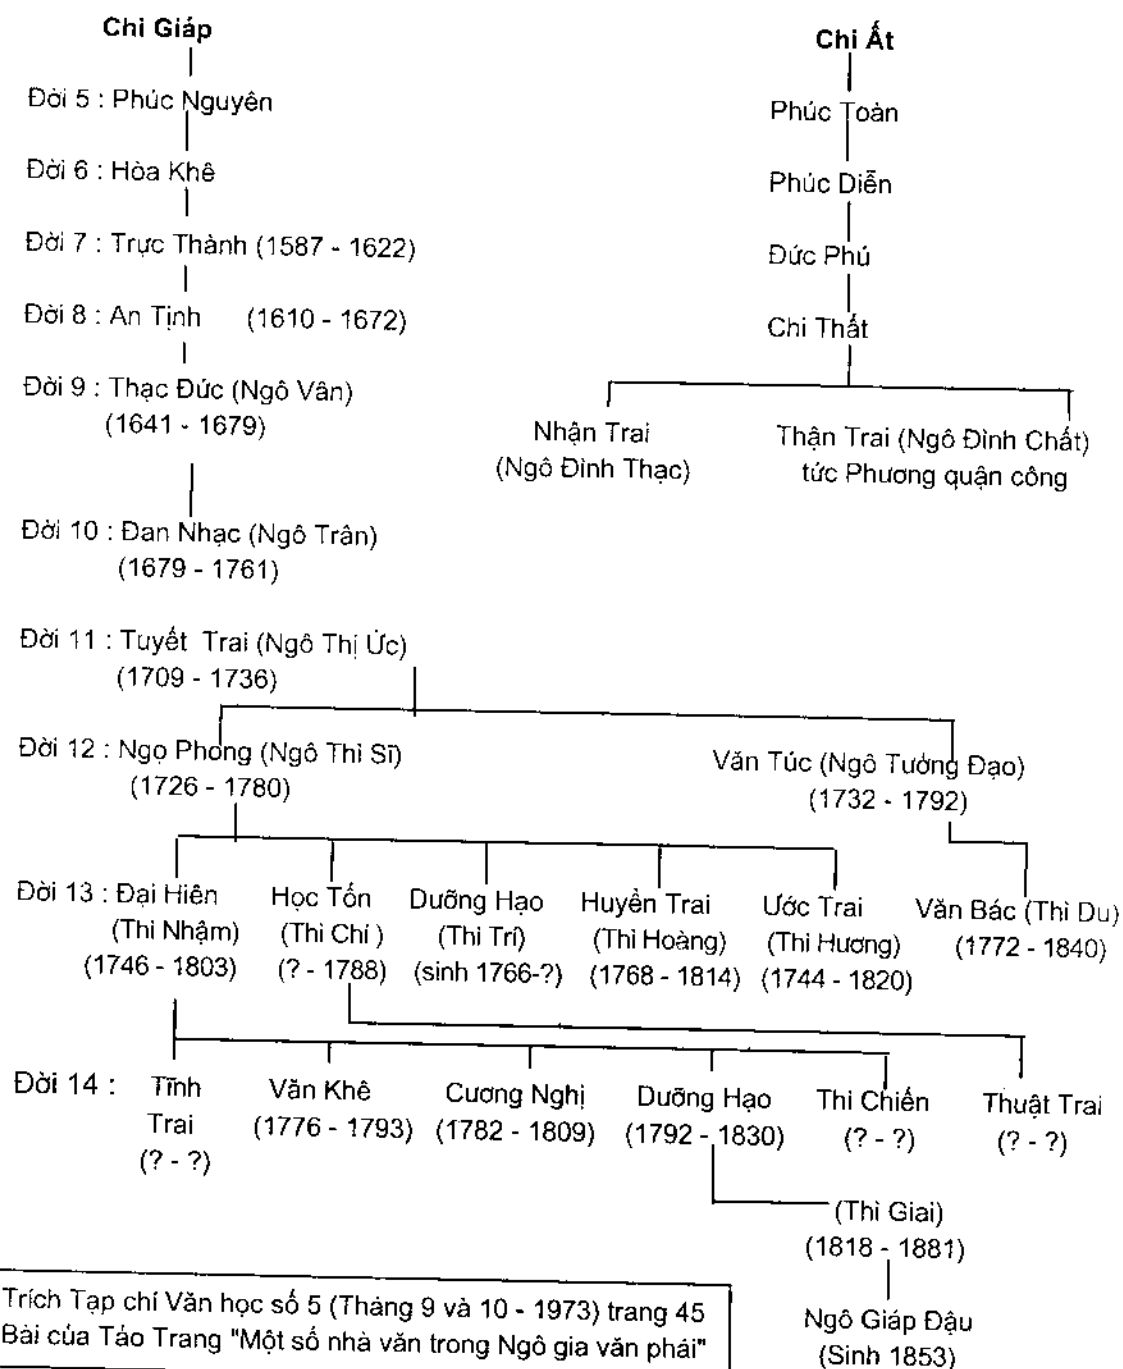 Chi Giáp
Chi Ất
Đời 5 : Phúc Nguyên
Phúc Toàn
Đời 6 : Hòa Khê
Phúc Diễn
Đời 7 : Trực Thành (1587 - 1622)
Đức Phú
Đời 8 : An Tịnh (1610 - 1672)
Chi Thất
Đời 9 : Thạc Đức (Ngô Vân)
(1641 - 1679)
Nhận Trai
(Ngô Đình Thạc)
Thận Trai (Ngô Đình Chất)
tức Phương quận công
Đời 10 : Đan Nhạc (Ngô Trân)
(1679 - 1761)
Đời 11 : Tuyết Trai (Ngô Thị Ức)
(1709 - 1736)
Đời 12 : Ngọ Phong (Ngô Thì Sĩ)
(1726 - 1780)
Văn Túc (Ngô Tưởng Đạo)
(1732 - 1792)
Đời 13 : Đại Hiên
(Thì Nhậm)
(1746 - 1803)
Học Tốn
(Thì Chí )
(? - 1788)
Dưỡng Hạo
(Thì Trí)
(sinh 1766-?)
Huyền Trai
(Thì Hoàng)
(1768 - 1814)
Ước Trai
(Thì Hương)
(1744 - 1820)
Văn Bác (Thì Du)
(1772 - 1840)
Đời 14 : Tĩnh
Trai
(? - ?)
Văn Khê
(1776 - 1793)
Cương Nghị
(1782 - 1809)
Dưỡng Hạo
(1792 - 1830)
Thì Chiến
(? - ?)
Thuật Trai
(? - ?)
(Thì Giai)
(1818 - 1881)
Ngô Giáp Đậu
(Sinh 1853)
Trích Tạp chí Văn học số 5 (Tháng 9 và 10 - 1973) trang 45
Bài của Tảo Trang "Một số nhà văn trong Ngô gia văn phái"